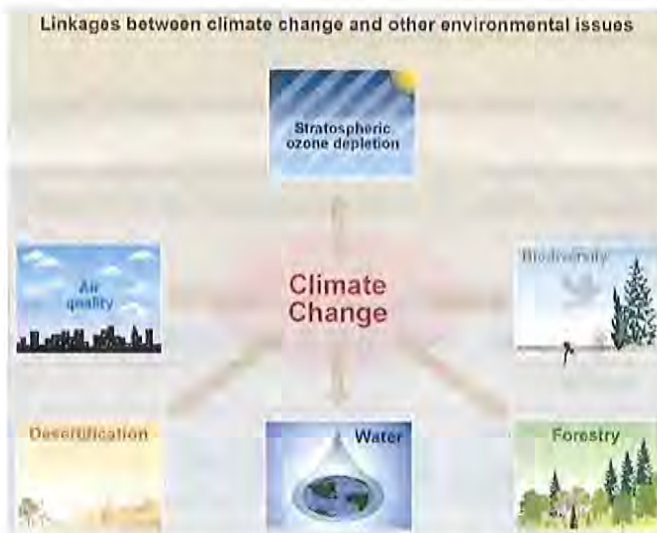 Linkages between climate change and other environmental issues
Stratospheric
ozone depletion
Air
quality
Climate
Change
Biodiversity
Desertification
Water
Forestry